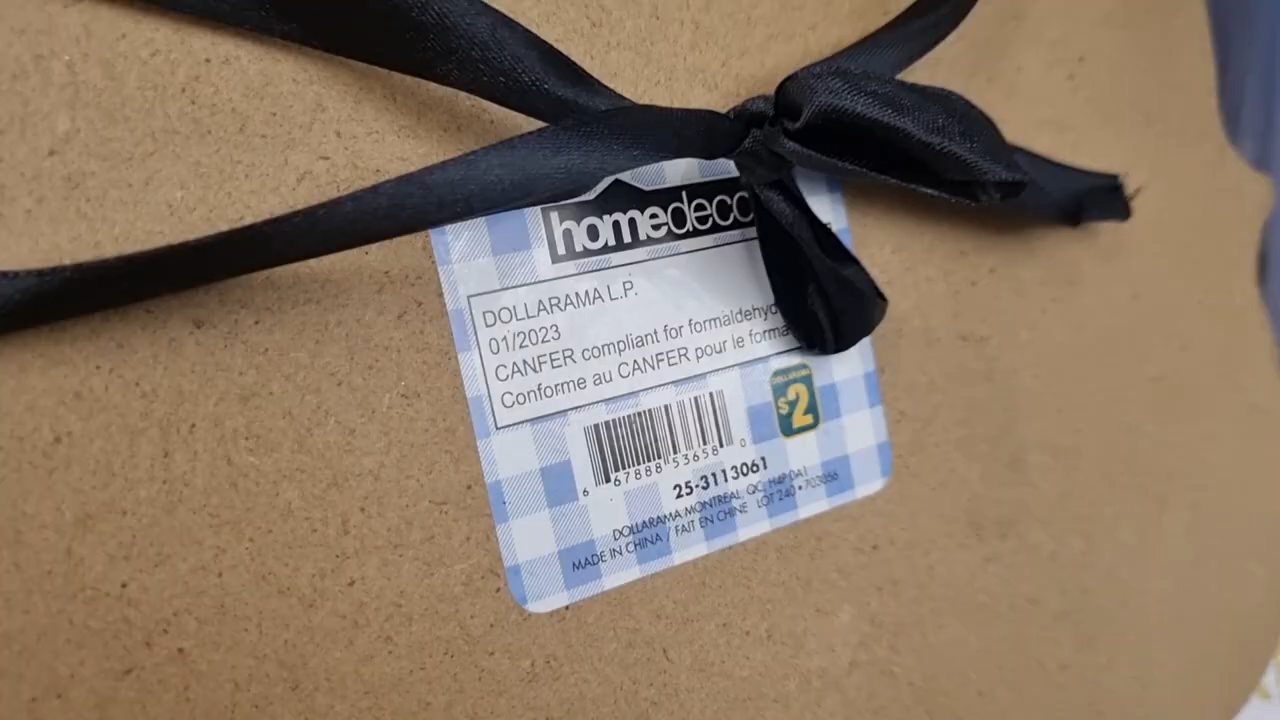 homedeco
DOLLARAMA L.P.
01/2023
CANFER compliant for formaldehyd
Conforme au CANFER pour le forma
DOLLARAMA
$2
6 67888 53658 0
25-3113061
DOLLARAMA MONTREAL, QC, H4P 0A1
MADE IN CHINA / FAIT EN CHINE LOT 240 • 703056